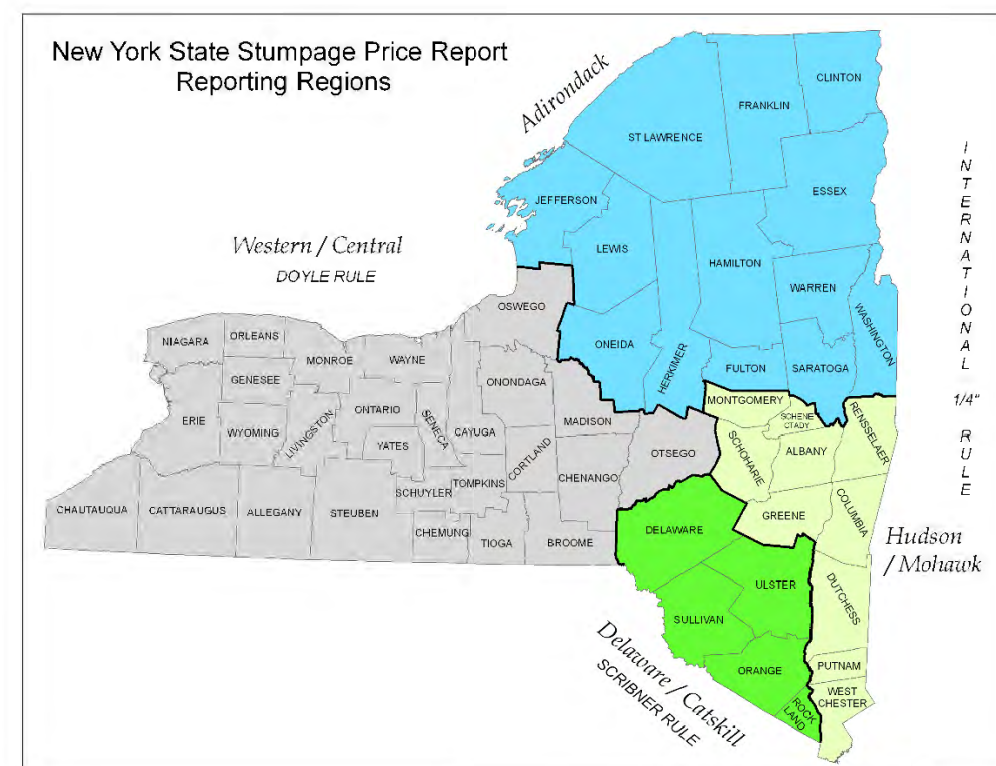 New York State Stumpage Price Report
Reporting Regions
Adirondack
CLINTON
FRANKLIN
ST LAWRENCE
ESSEX
JEFFERSON
LEWIS
HAMILTON
WARREN
WASHINGTON
ONEIDA
HERKIMER
FULTON
SARATOGA
INTERNATIONAL
1/4"
RULE
Western / Central
DOYLE RULE
OSWEGO
NIAGARA
ORLEANS
MONROE
WAYNE
GENESEE
ONONDAGA
ERIE
WYOMING
LIVINGSTON
ONTARIO
SENECA
YATES
CAYUGA
CORTLAND
MADISON
OTSEGO
CHENANGO
TOMPKINS
SCHUYLER
CHAUTAUQUA
CATTARAUGUS
ALLEGANY
STEUBEN
CHEMUNG
TIOGA
BROOME
MONTGOMERY
SCHENE
CTADY
RENSSELAER
SCHOHARIE
ALBANY
GREENE
COLUMBIA
Hudson
/ Mohawk
DUTCHESS
PUTNAM
WEST
CHESTER
DELAWARE
ULSTER
SULLIVAN
ORANGE
ROCK
LAND
Delaware / Catskill
SCRIBNER RULE